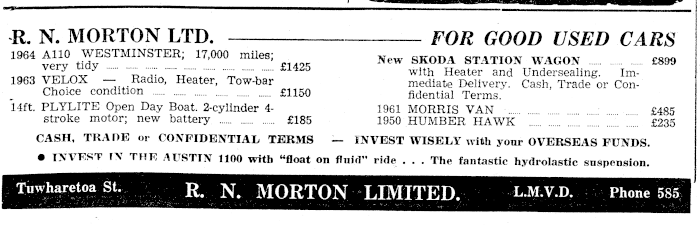 R. N. MORTON LTD. FOR GOOD USED CARS
1964 A110 WESTMINSTER; 17,000 miles;
very tidy ........ £1425
1963 VELOX — Radio, Heater, Tow-bar
Choice condition ........ £1150
14ft. PLYLITE Open Day Boat. 2-cylinder 4-
stroke motor; new battery ........ £185
New SKODA STATION WAGON ........ £899
with Heater and Undersealing. Im-
mediate Delivery. Cash, Trade or Con-
fidential Terms.
1961 MORRIS VAN ........ £485
1950 HUMBER HAWK ........ £235
CASH, TRADE or CONFIDENTIAL TERMS — INVEST WISELY with your OVERSEAS FUNDS.
• INVEST IN THE AUSTIN 1100 with "float on fluid" ride . . . The fantastic hydrolastic suspension.
Tuwharetoa St. R. N. MORTON LIMITED. L.M.V.D. Phone 585